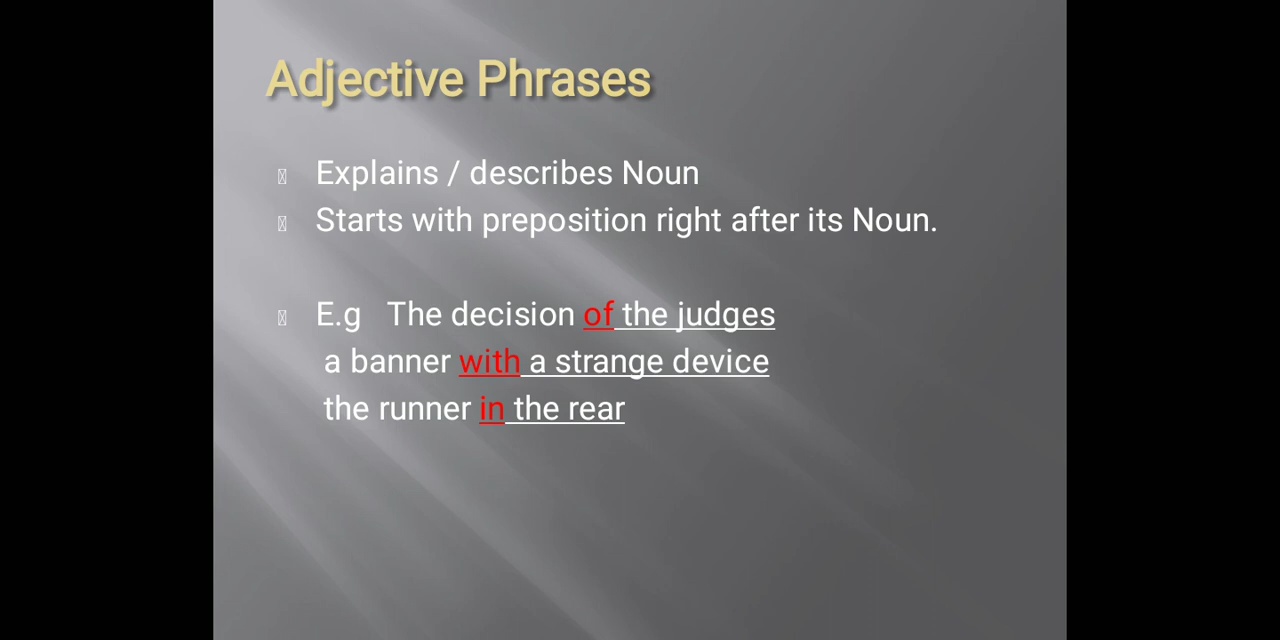 Adjective Phrases
Explains / describes Noun
Starts with preposition right after its Noun.
E.g The decision of the judges
a banner with a strange device
the runner in the rear